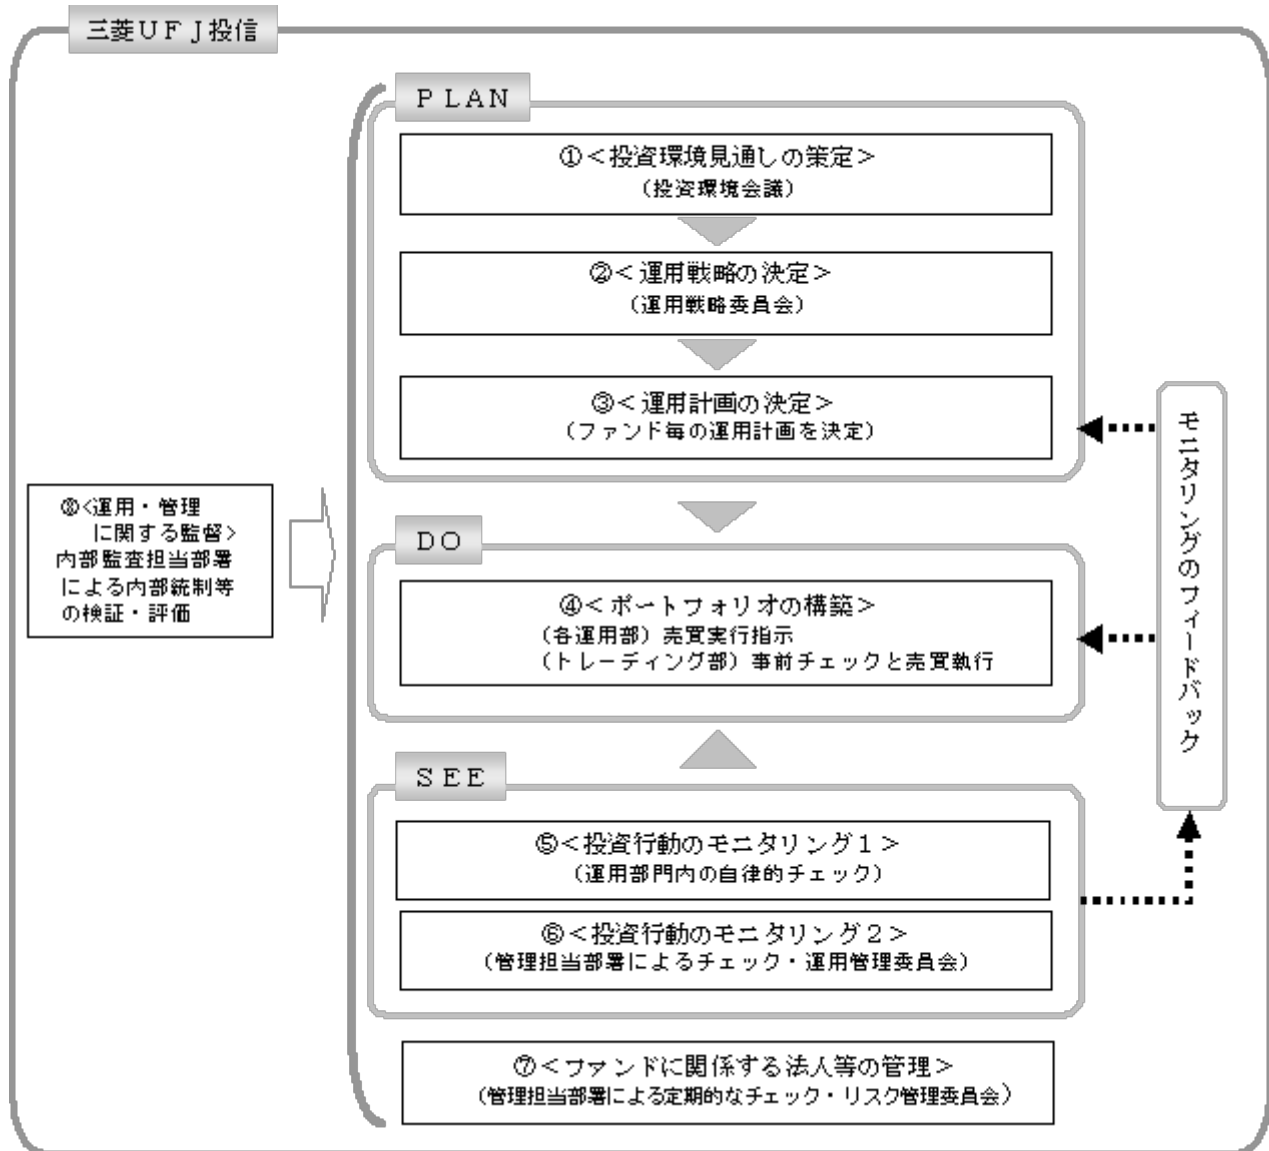 三菱ＵＦＪ投信
ＰＬＡＮ
①＜投資環境見通しの策定＞
（投資環境会議）
②＜運用戦略の決定＞
（運用戦略委員会）
③＜運用計画の決定＞
（ファンド毎の運用計画を決定）
⑧<運用・管理
に関する監督>
内部監査担当部署
による内部統制等
の検証・評価
ＤＯ
④＜ポートフォリオの構築＞
（各運用部）売買実行指示
（トレーディング部）事前チェックと売買執行
モニタリングのフィードバック
ＳＥＥ
⑤＜投資行動のモニタリング１＞
（運用部門内の自律的チェック）
⑥＜投資行動のモニタリング２＞
（管理担当部署によるチェック・運用管理委員会）
⑦＜ファンドに関係する法人等の管理＞
（管理担当部署による定期的なチェック・リスク管理委員会）